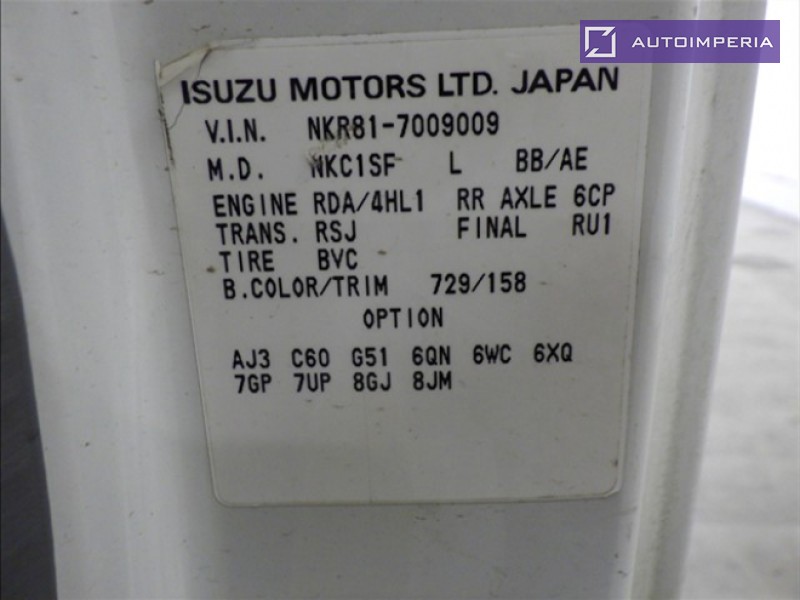 AUTOIMPERIA
ISUZU MOTORS LTD. JAPAN
V.I.N. NKR81-7009009
M.D. NKC1SF L BB/AE
ENGINE RDA/4HL1 RR AXLE 6CP
TRANS. RSJ FINAL RU1
TIRE BVC
B.COLOR/TRIM 729/158
OPTION
AJ3 C60 G51 6QN 6WC 6XQ
7GP 7UP 8GJ 8JM